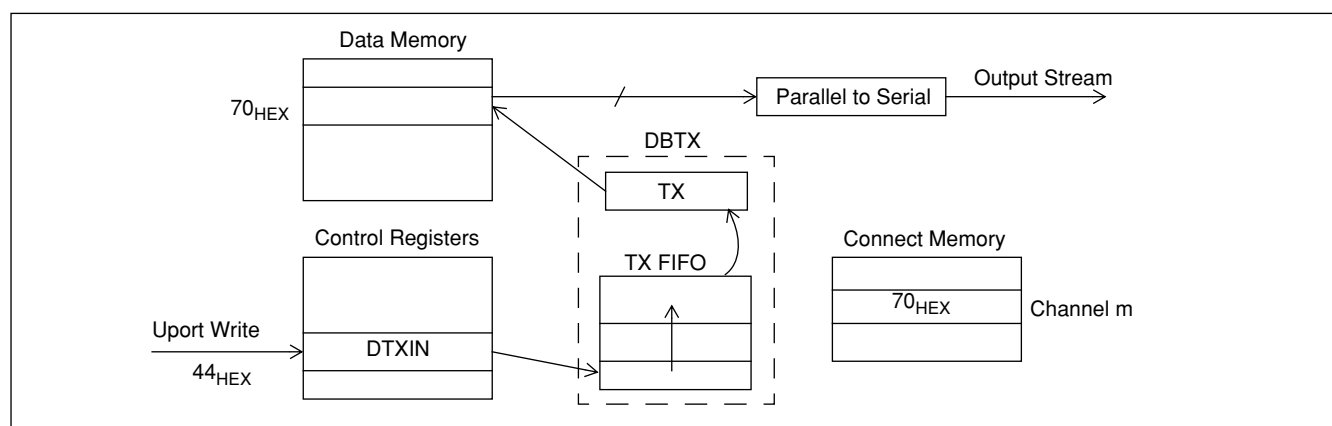 Data Memory
70HEX
Parallel to Serial
Output Stream
DBTX
TX
Control Registers
TX FIFO
Connect Memory
70HEX
Channel m
Uport Write
DTXIN
44HEX